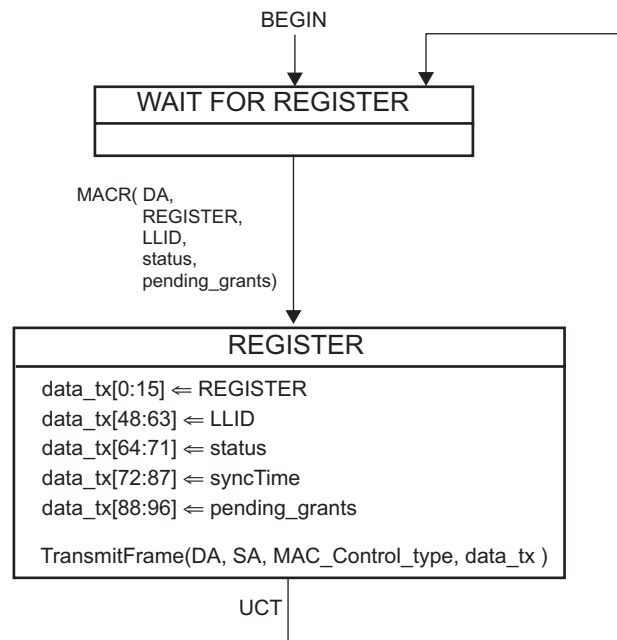 BEGIN
WAIT FOR REGISTER
MACR( DA,
REGISTER,
LLID,
status,
pending_grants)
REGISTER
data_tx[0:15] ⇐ REGISTER
data_tx[48:63] ⇐ LLID
data_tx[64:71] ⇐ status
data_tx[72:87] ⇐ syncTime
data_tx[88:96] ⇐ pending_grants
TransmitFrame(DA, SA, MAC_Control_type, data_tx )
UCT